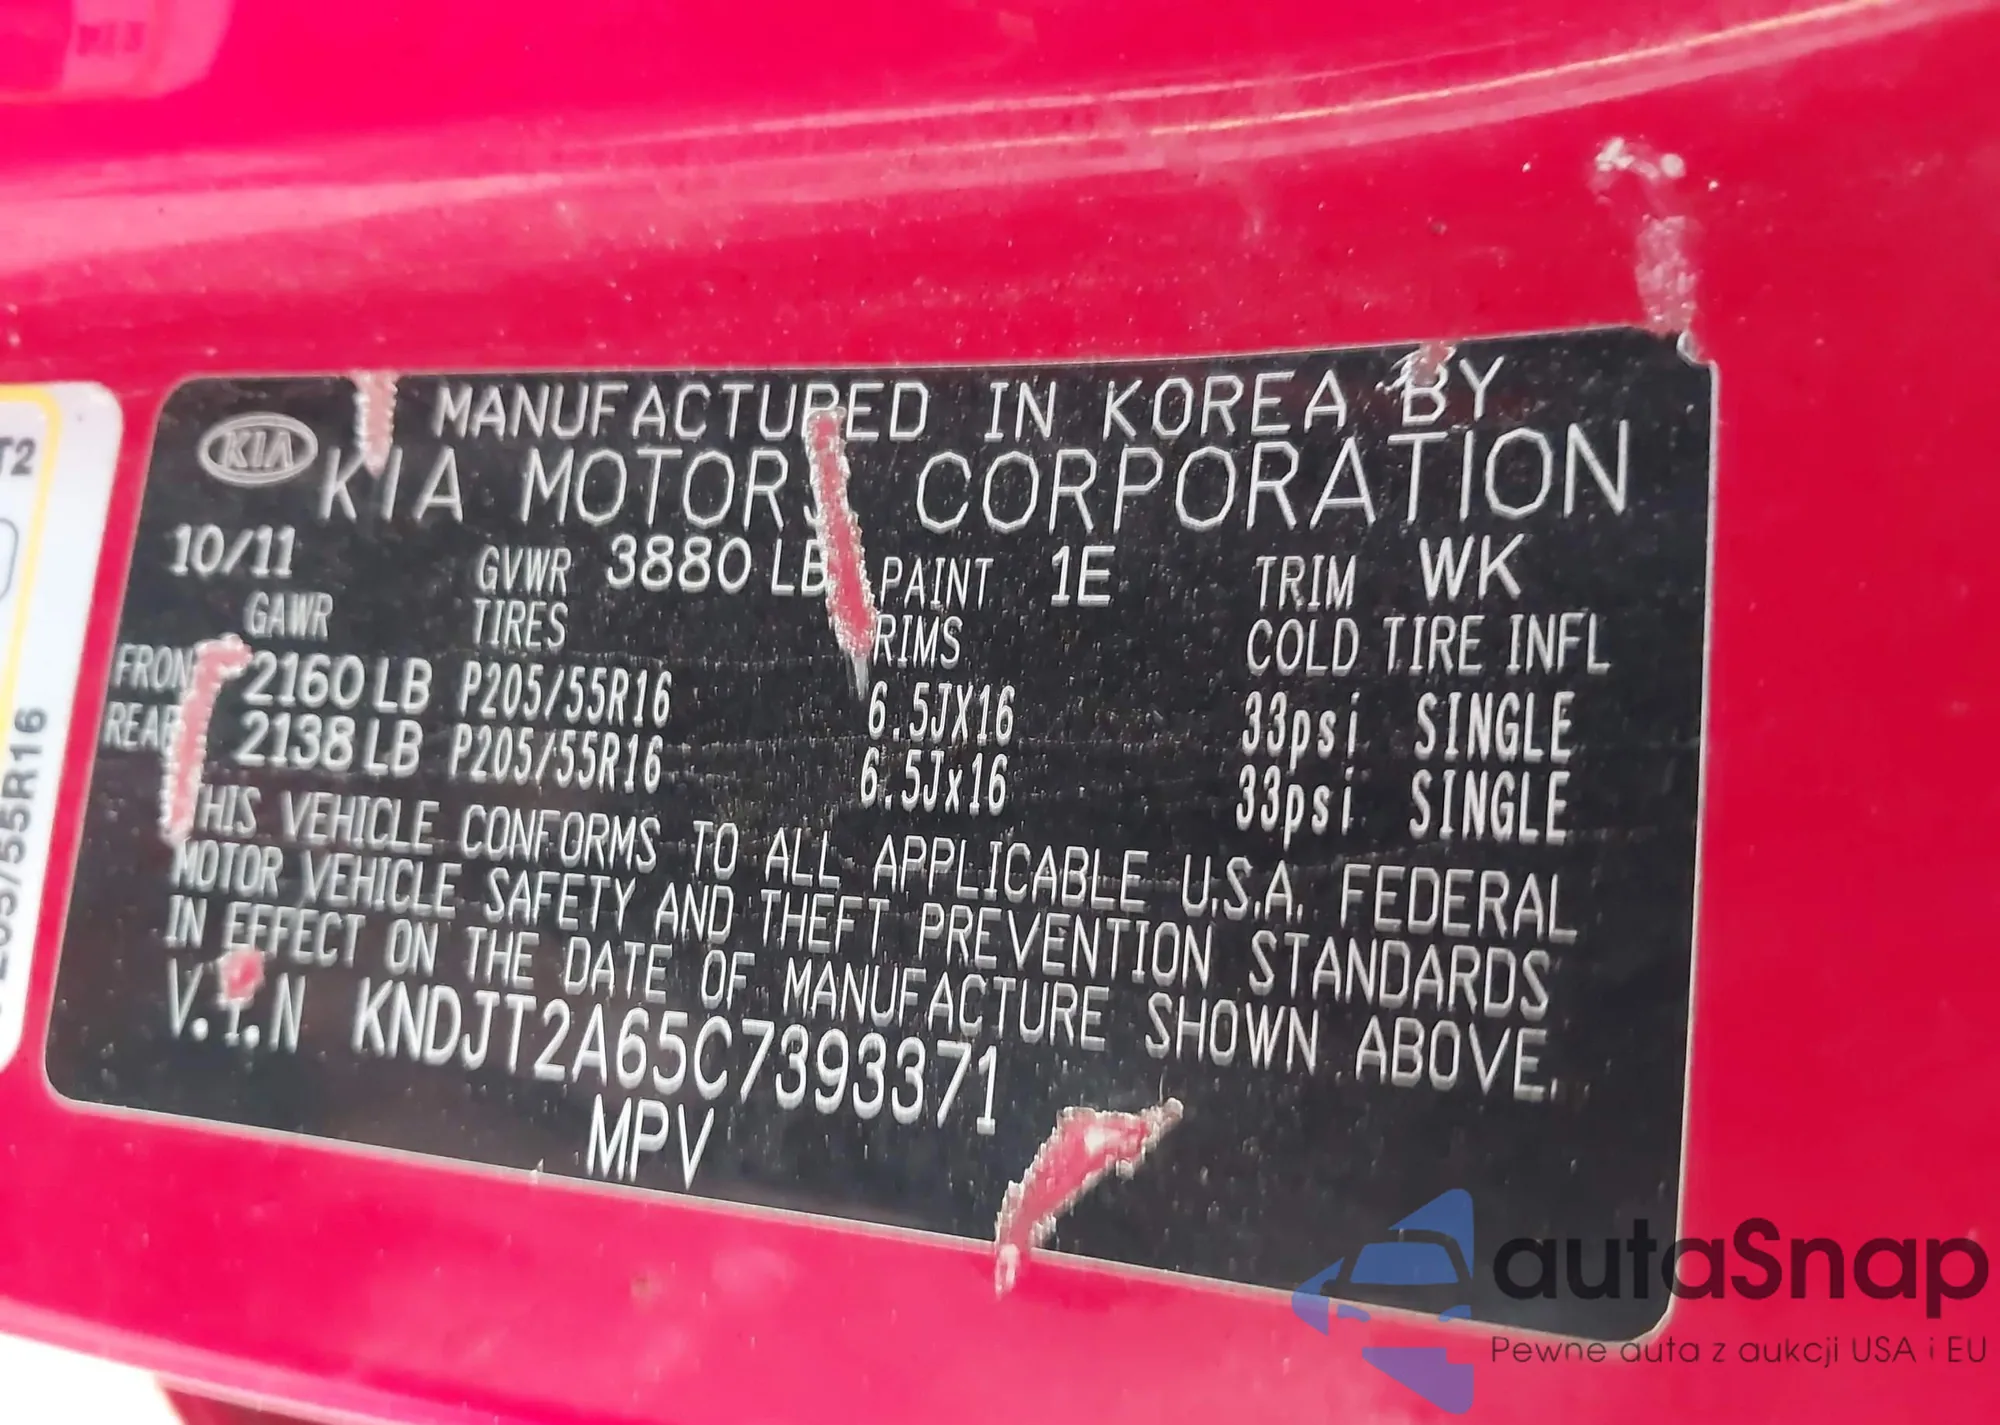 MANUFACTURED IN KOREA BY
KIA KIA MOTORS CORPORATION
10/11 GVWR 3880 LB PAINT 1E TRIM WK
GAWR TIRES RIMS COLD TIRE INFL
FRONT 2160 LB P205/55R16 6.5JX16 33psi SINGLE
REAR 2138 LB P205/55R16 6.5Jx16 33psi SINGLE
THIS VEHICLE CONFORMS TO ALL APPLICABLE U.S.A. FEDERAL
MOTOR VEHICLE SAFETY AND THEFT PREVENTION STANDARDS
IN EFFECT ON THE DATE OF MANUFACTURE SHOWN ABOVE.
V.I.N KNDJT2A65C7393371
MPV
T2
205/55R16
autaSnap
Pewne auta z aukcji USA i EU